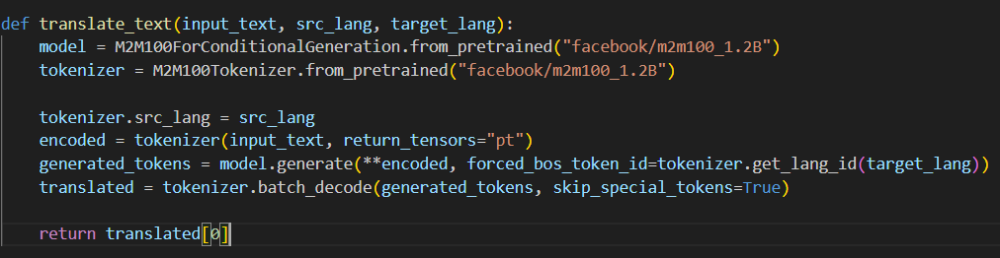 def translate_text(input_text, src_lang, target_lang):
    model = M2M100ForConditionalGeneration.from_pretrained("facebook/m2m100_1.2B")
    tokenizer = M2M100Tokenizer.from_pretrained("facebook/m2m100_1.2B")

    tokenizer.src_lang = src_lang
    encoded = tokenizer(input_text, return_tensors="pt")
    generated_tokens = model.generate(**encoded, forced_bos_token_id=tokenizer.get_lang_id(target_lang))
    translated = tokenizer.batch_decode(generated_tokens, skip_special_tokens=True)

    return translated[0]